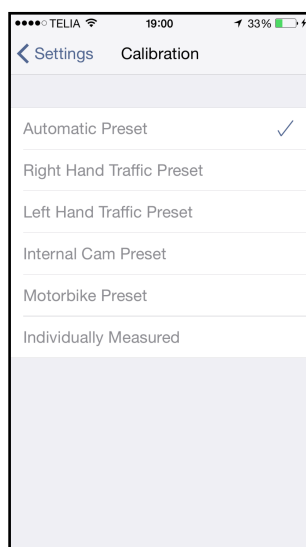 TELIA 19:00 33%
Settings Calibration
Automatic Preset
Right Hand Traffic Preset
Left Hand Traffic Preset
Internal Cam Preset
Motorbike Preset
Individually Measured